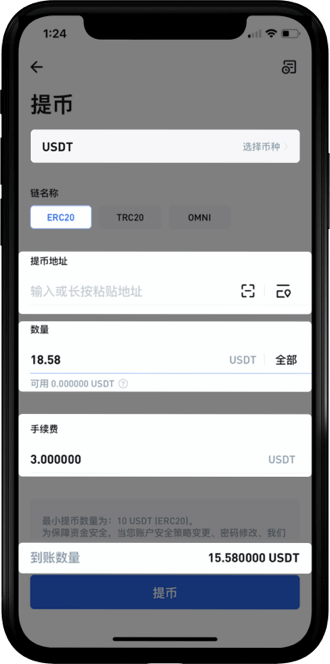 1:24
提币
USDT 选择币种
链名称
ERC20 TRC20 OMNI
提币地址
输入或长按粘贴地址
数量
18.58 USDT 全部
可用 0.000000 USDT ?
手续费
3.000000 USDT
最小提币数量为：10 USDT (ERC20)。
为保障资金安全，当您账户安全策略变更、密码修改、我们
到账数量 15.580000 USDT
提币